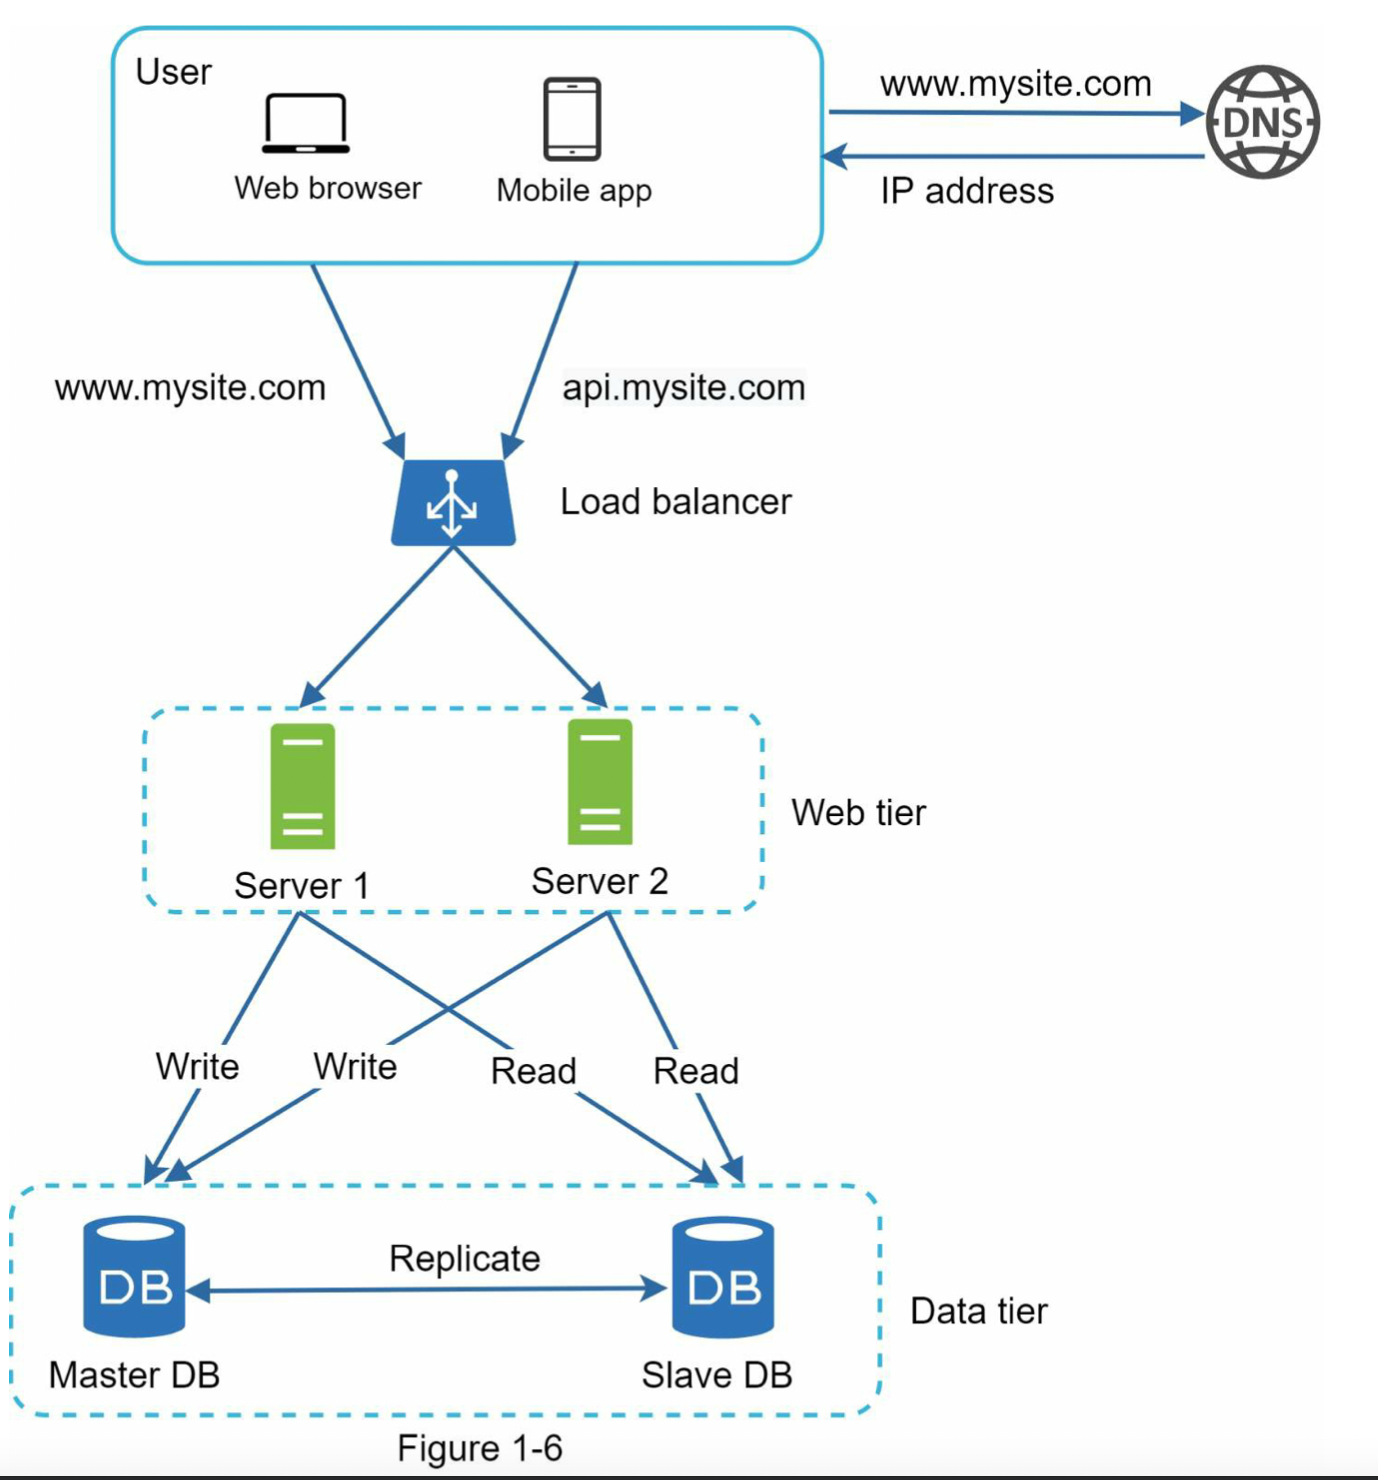 User
Web browser
Mobile app
www.mysite.com
DNS
IP address
www.mysite.com
api.mysite.com
Load balancer
Server 1
Server 2
Web tier
Write
Write
Read
Read
DB
Replicate
DB
Master DB
Slave DB
Data tier
Figure 1-6